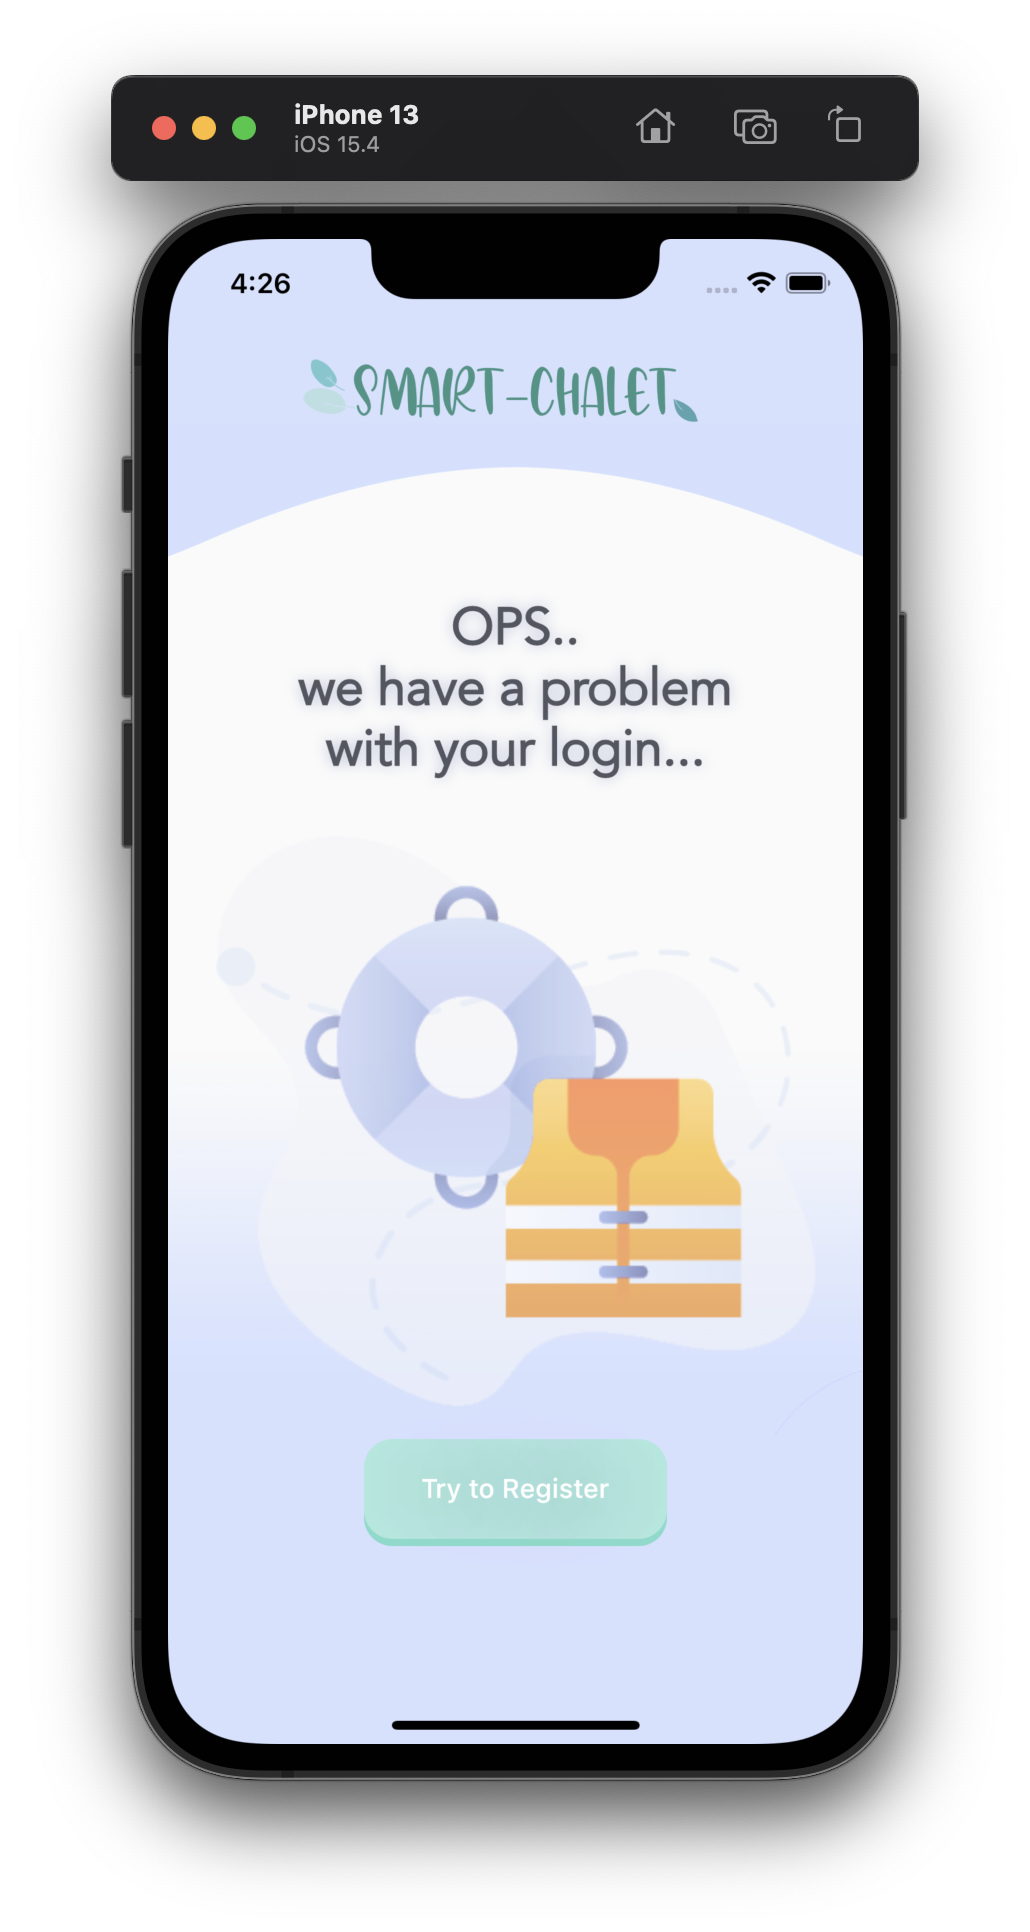 iPhone 13
iOS 15.4
4:26
SMART-CHALET
OPS..
we have a problem
with your login...
Try to Register